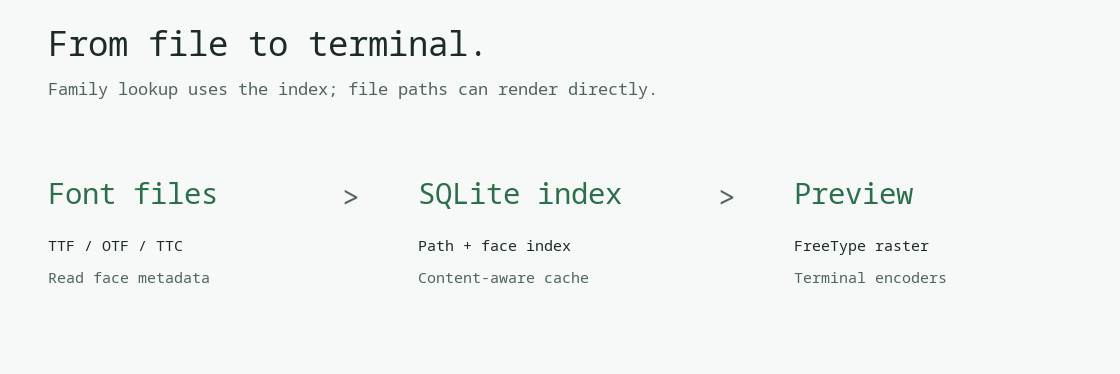 From file to terminal.
Family lookup uses the index; file paths can render directly.
Font files > SQLite index > Preview
TTF / OTF / TTC
Path + face index
FreeType raster
Read face metadata
Content-aware cache
Terminal encoders